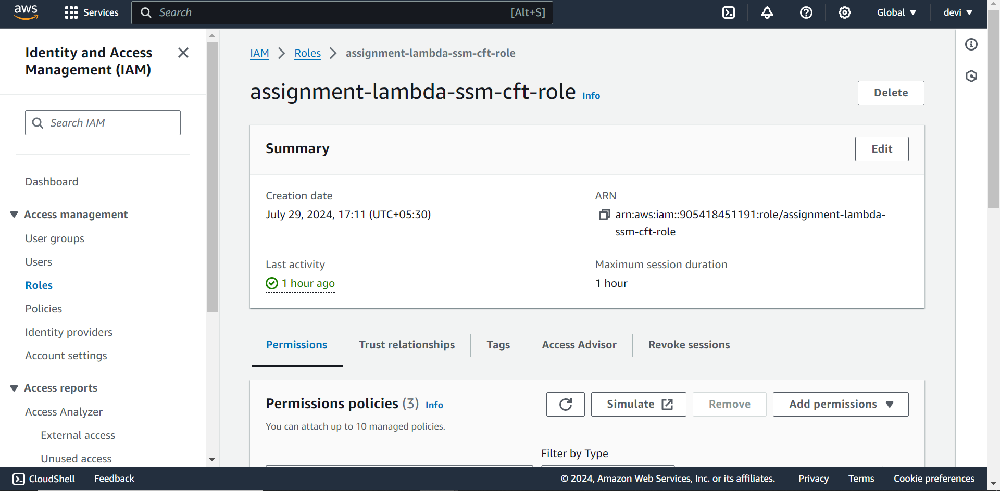 aws
Services
Search
[Alt+S]
Global
devi
Identity and Access
Management (IAM)
Search IAM
Dashboard
Access management
User groups
Users
Roles
Policies
Identity providers
Account settings
Access reports
Access Analyzer
External access
Unused access
IAM
Roles
assignment-lambda-ssm-cft-role
assignment-lambda-ssm-cft-role Info
Delete
Summary
Edit
Creation date
July 29, 2024, 17:11 (UTC+05:30)
ARN
arn:aws:iam::905418451191:role/assignment-lambda-
ssm-cft-role
Last activity
1 hour ago
Maximum session duration
1 hour
Permissions
Trust relationships
Tags
Access Advisor
Revoke sessions
Permissions policies (3) Info
Simulate
Remove
Add permissions
You can attach up to 10 managed policies.
Filter by Type
CloudShell
Feedback
© 2024, Amazon Web Services, Inc. or its affiliates.
Privacy
Terms
Cookie preferences